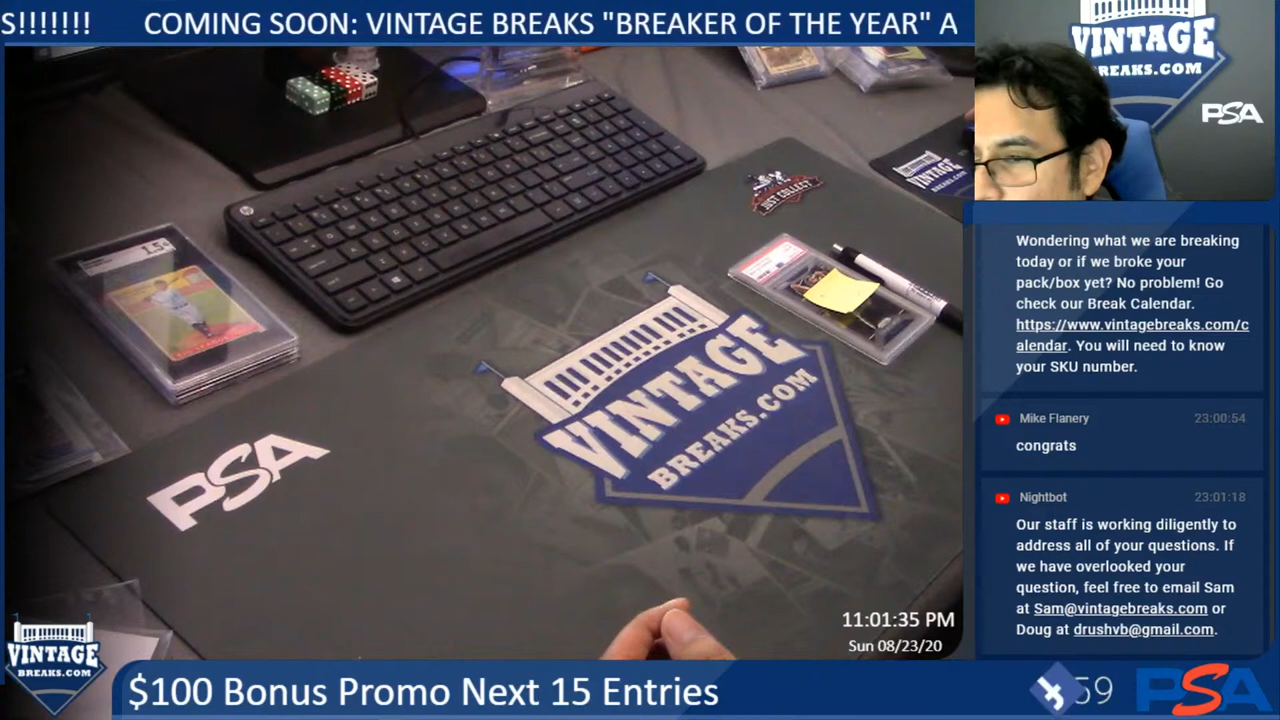 S!!!!!!! COMING SOON: VINTAGE BREAKS "BREAKER OF THE YEAR" A
VINTAGE
BREAKS.COM
PSA
JUST COLLECT
VINTAGE
1.5
VINTAGE
BREAKS.COM
PSA
Wondering what we are breaking
today or if we broke your
pack/box yet? No problem! Go
check our Break Calendar.
https://www.vintagebreaks.com/c
alendar. You will need to know
your SKU number.
Mike Flanery 23:00:54
congrats
Nightbot 23:01:18
Our staff is working diligently to
address all of your questions. If
we have overlooked your
question, feel free to email Sam
at Sam@vintagebreaks.com or
Doug at drushvb@gmail.com.
11:01:35 PM
Sun 08/23/20
VINTAGE
BREAKS.COM
$100 Bonus Promo Next 15 Entries
59
PSA